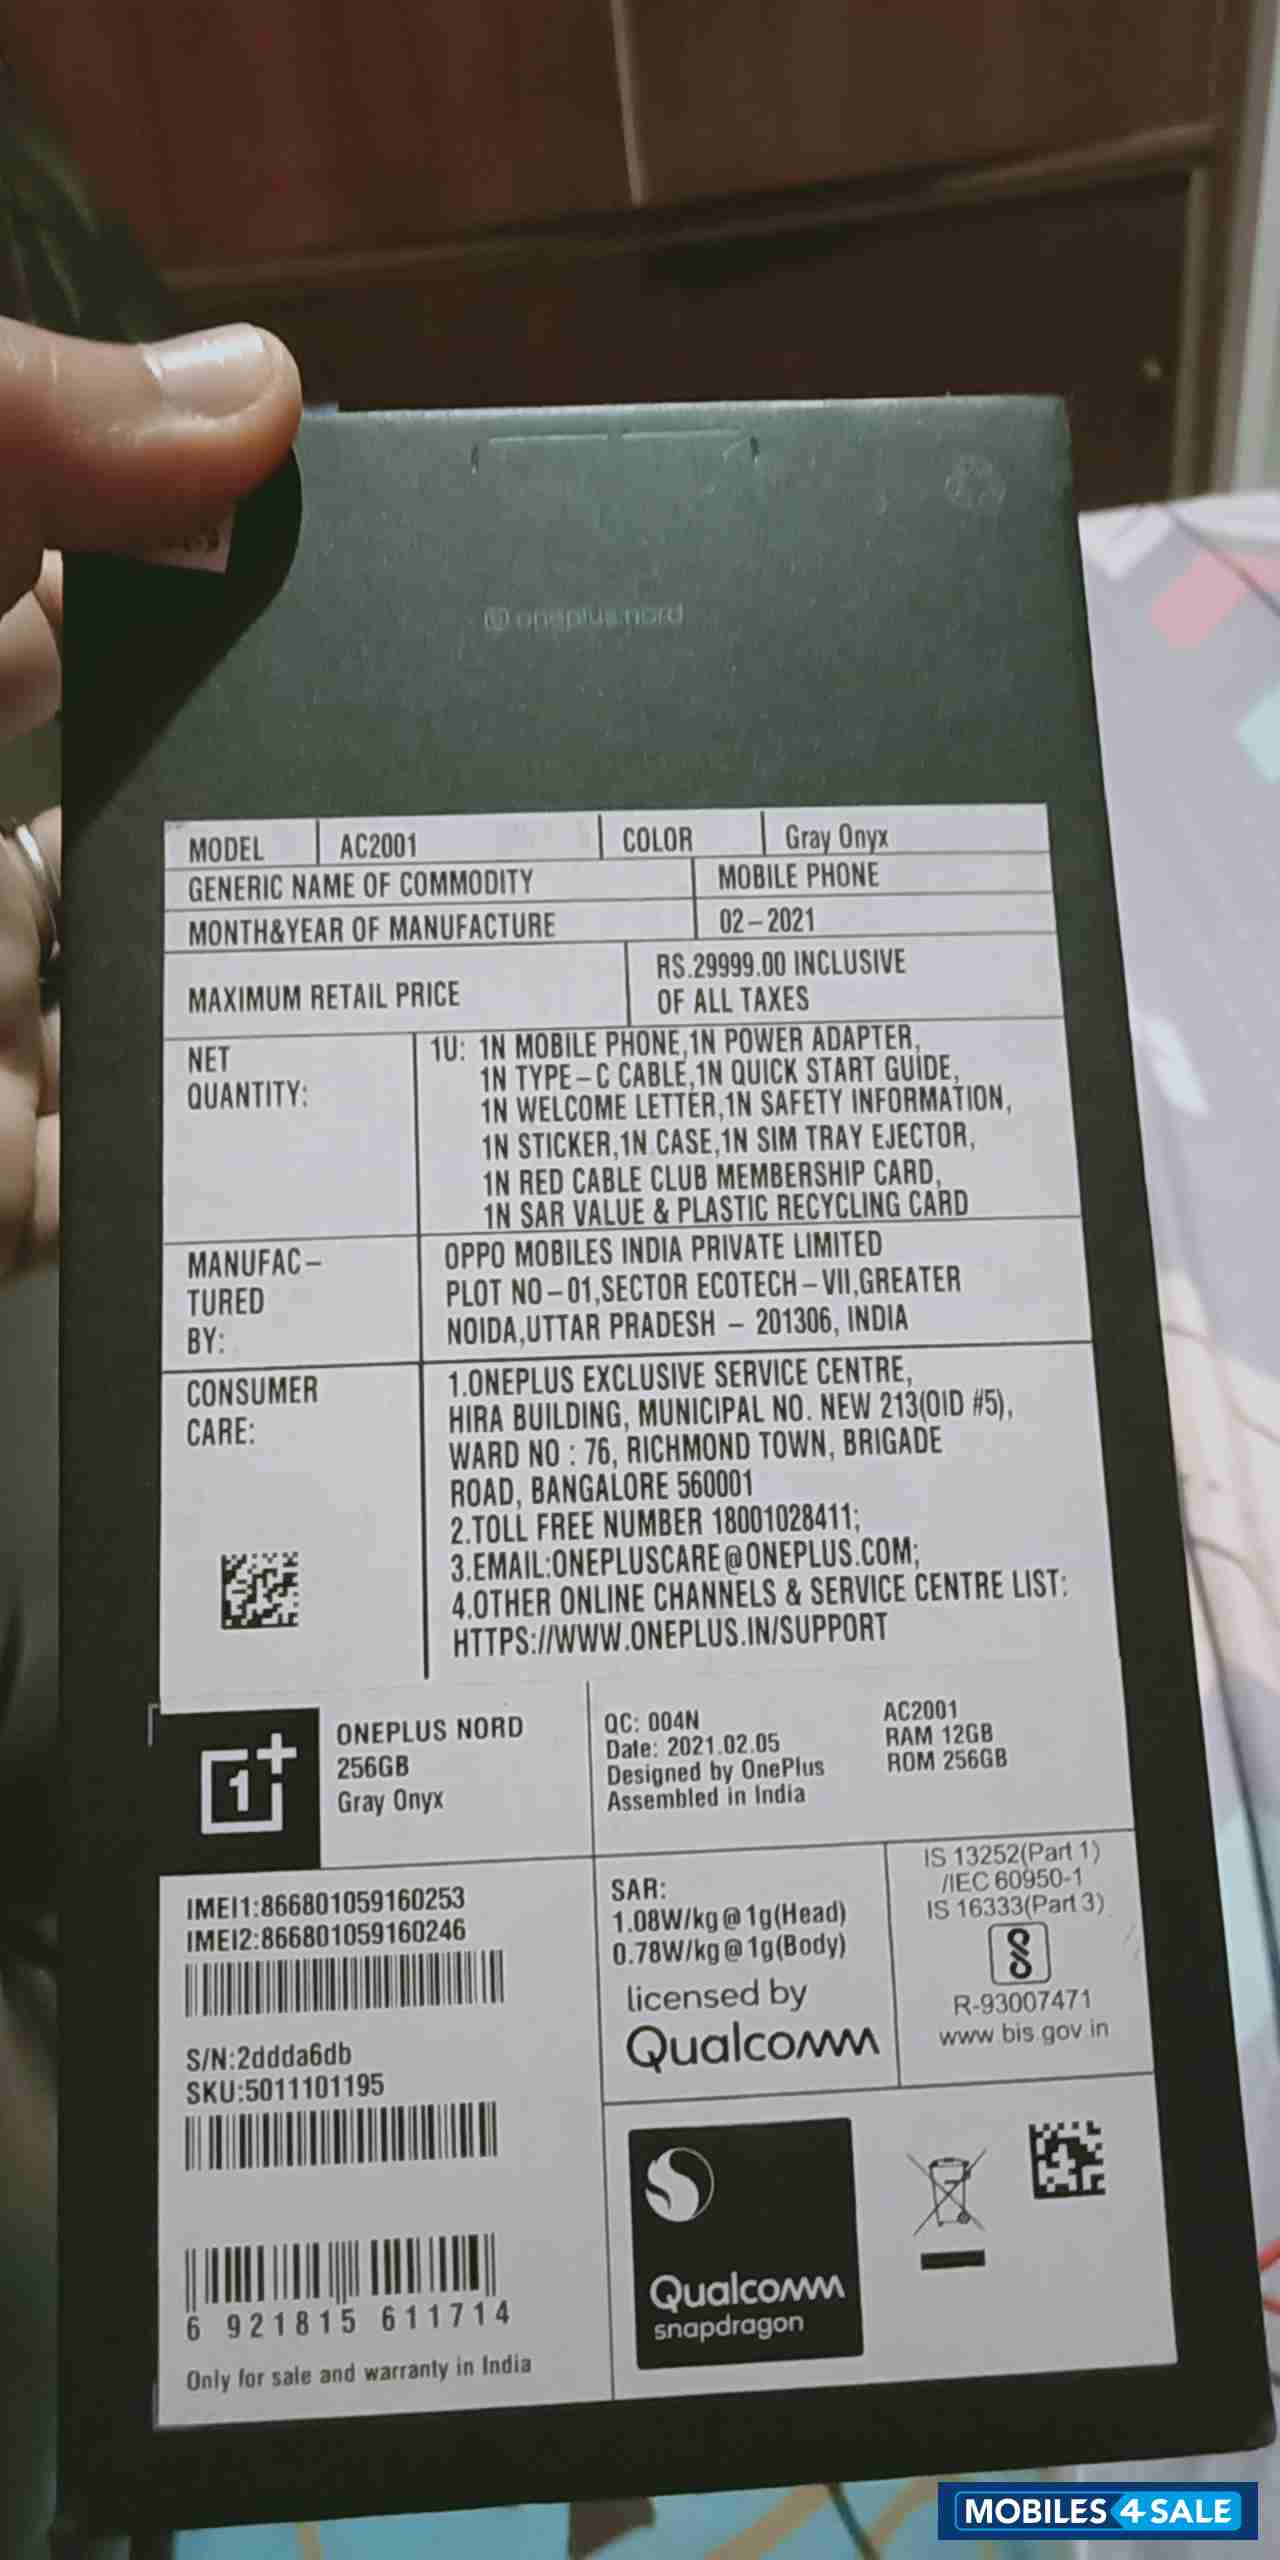 oneplus nord
MODEL AC2001 COLOR Gray Onyx
GENERIC NAME OF COMMODITY MOBILE PHONE
MONTH&YEAR OF MANUFACTURE 02-2021
MAXIMUM RETAIL PRICE RS.29999.00 INCLUSIVE
OF ALL TAXES
NET
QUANTITY:
1U: 1N MOBILE PHONE,1N POWER ADAPTER,
1N TYPE-C CABLE,1N QUICK START GUIDE,
1N WELCOME LETTER,1N SAFETY INFORMATION,
1N STICKER,1N CASE,1N SIM TRAY EJECTOR,
1N RED CABLE CLUB MEMBERSHIP CARD,
1N SAR VALUE & PLASTIC RECYCLING CARD
MANUFAC-
TURED
BY:
OPPO MOBILES INDIA PRIVATE LIMITED
PLOT NO-01,SECTOR ECOTECH-VII,GREATER
NOIDA,UTTAR PRADESH - 201306, INDIA
CONSUMER
CARE:
1.ONEPLUS EXCLUSIVE SERVICE CENTRE,
HIRA BUILDING, MUNICIPAL NO. NEW 213(OID #5),
WARD NO : 76, RICHMOND TOWN, BRIGADE
ROAD, BANGALORE 560001
2.TOLL FREE NUMBER 18001028411;
3.EMAIL:ONEPLUSCARE@ONEPLUS.COM;
4.OTHER ONLINE CHANNELS & SERVICE CENTRE LIST:
HTTPS://WWW.ONEPLUS.IN/SUPPORT
1+
ONEPLUS NORD
256GB
Gray Onyx
QC: 004N
Date: 2021.02.05
Designed by OnePlus
Assembled in India
AC2001
RAM 12GB
ROM 256GB
IMEI1:866801059160253
IMEI2:866801059160246
S/N:2ddda6db
SKU:5011101195
6 921815 611714
Only for sale and warranty in India
SAR:
1.08W/kg@1g(Head)
0.78W/kg@1g(Body)
licensed by
Qualcomm
IS 13252(Part 1)
/IEC 60950-1
IS 16333(Part 3)
R-93007471
www.bis.gov.in
Qualcomm
snapdragon
MOBILES 4 SALE